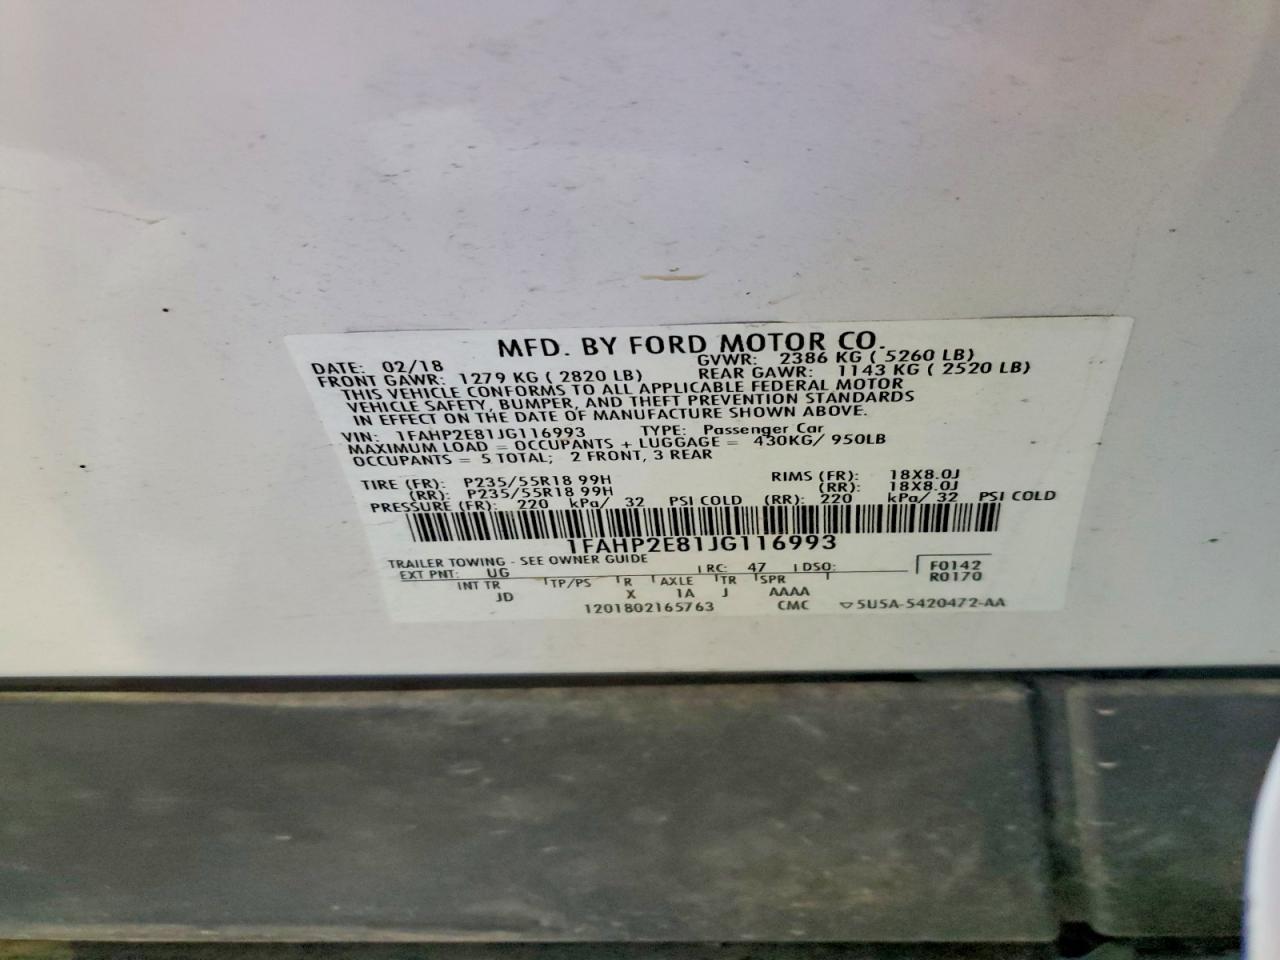 MFD. BY FORD MOTOR CO.
DATE: 02/18 GVWR: 2386 KG ( 5260 LB)
FRONT GAWR: 1279 KG ( 2820 LB) REAR GAWR: 1143 KG ( 2520 LB)
THIS VEHICLE CONFORMS TO ALL APPLICABLE FEDERAL MOTOR
VEHICLE SAFETY, BUMPER, AND THEFT PREVENTION STANDARDS
IN EFFECT ON THE DATE OF MANUFACTURE SHOWN ABOVE.
VIN: 1FAHP2E81JG116993 TYPE: Passenger Car
MAXIMUM LOAD = OCCUPANTS + LUGGAGE = 430KG/ 950LB
OCCUPANTS = 5 TOTAL; 2 FRONT, 3 REAR
TIRE (FR): P235/55R18 99H RIMS (FR): 18X8.0J
(RR): P235/55R18 99H (RR): 18X8.0J
PRESSURE (FR): 220 kPa/ 32 PSI COLD (RR): 220 kPa/ 32 PSI COLD
1FAHP2E81JG116993
TRAILER TOWING - SEE OWNER GUIDE
EXT PNT: UG RC: 47 DSO: F0142
INT TR TP/PS R AXLE TR SPR R0170
JD X 1A J AAAA
1201802165763 CMC ▽5U5A-5420472-AA